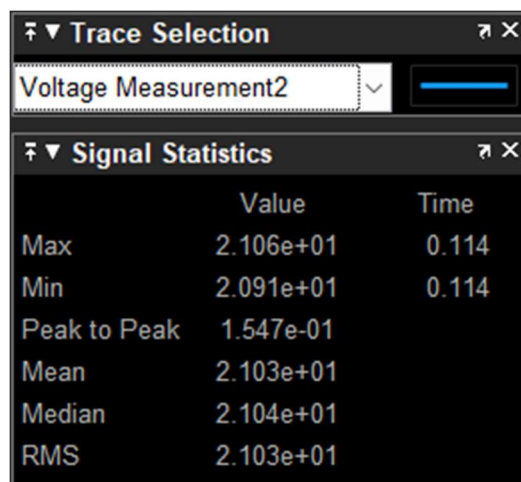 Trace Selection
Voltage Measurement2
Signal Statistics
Value Time
Max 2.106e+01 0.114
Min 2.091e+01 0.114
Peak to Peak 1.547e-01
Mean 2.103e+01
Median 2.104e+01
RMS 2.103e+01